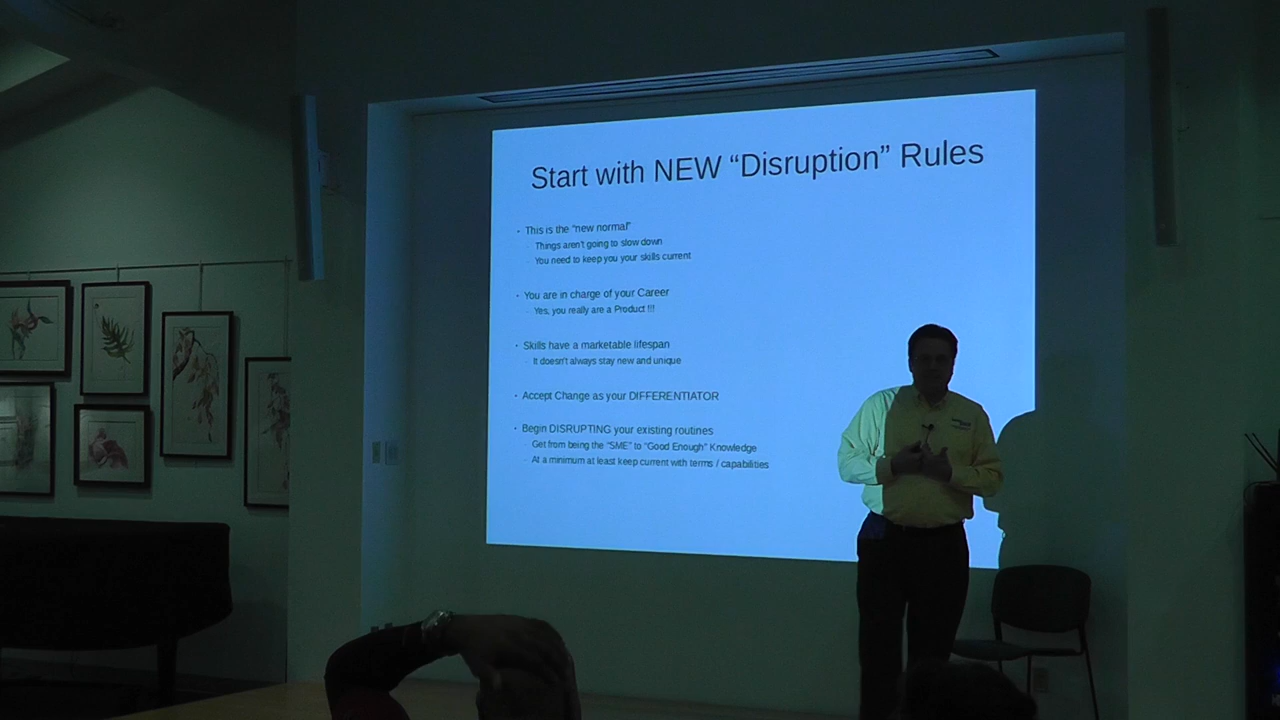 Start with NEW “Disruption” Rules
• This is the “new normal”
- Things aren't going to slow down
- You need to keep you your skills current
• You are in charge of your Career
- Yes, you really are a Product !!!
• Skills have a marketable lifespan
- It doesn't always stay new and unique
• Accept Change as your DIFFERENTIATOR
• Begin DISRUPTING your existing routines
- Get from being the “SME” to “Good Enough” Knowledge
- At a minimum at least keep current with terms / capabilities